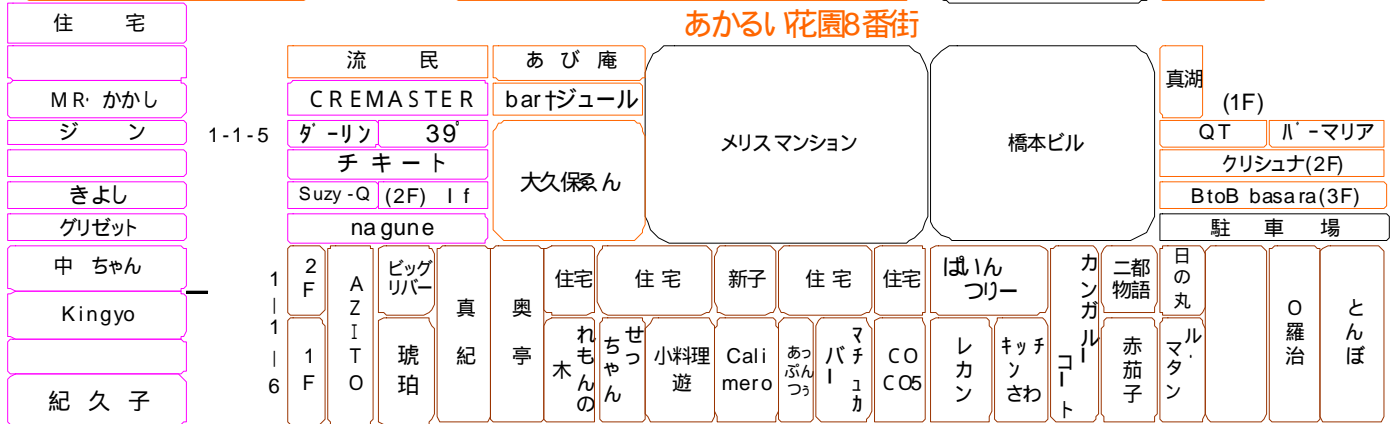 あかるい花園8番街
住 宅
MR・かかし
ジン
きよし
グリゼット
中 ちゃん
Kingyo
紀久子
1-1-5
流民
CREMASTER
ダーリン
39°
チキート
Suzy-Q
(2F) If
nagune
あび庵
bar†ジュール
大久保ゑん
メリスマンション
橋本ビル
真湖
(1F)
QT
バーマリア
クリシュナ(2F)
BtoB basara(3F)
駐車場
1-1-6
2F
1F
AZITO
ビッグ
リバー
琥珀
真紀
奥亭
住宅
れもんの
木
住宅
せっ
ちゃん
小料理
遊
新子
Cali
mero
住宅
あっ
ぷん
つぅ
マチュカ
バー
住宅
CO
CO5
ぱいん
つりー
レカン
キッチ
ン
さわ
カンガルー
コート
二都
物語
赤茄子
日の丸
ル・
マタン
O羅治
とんぼ